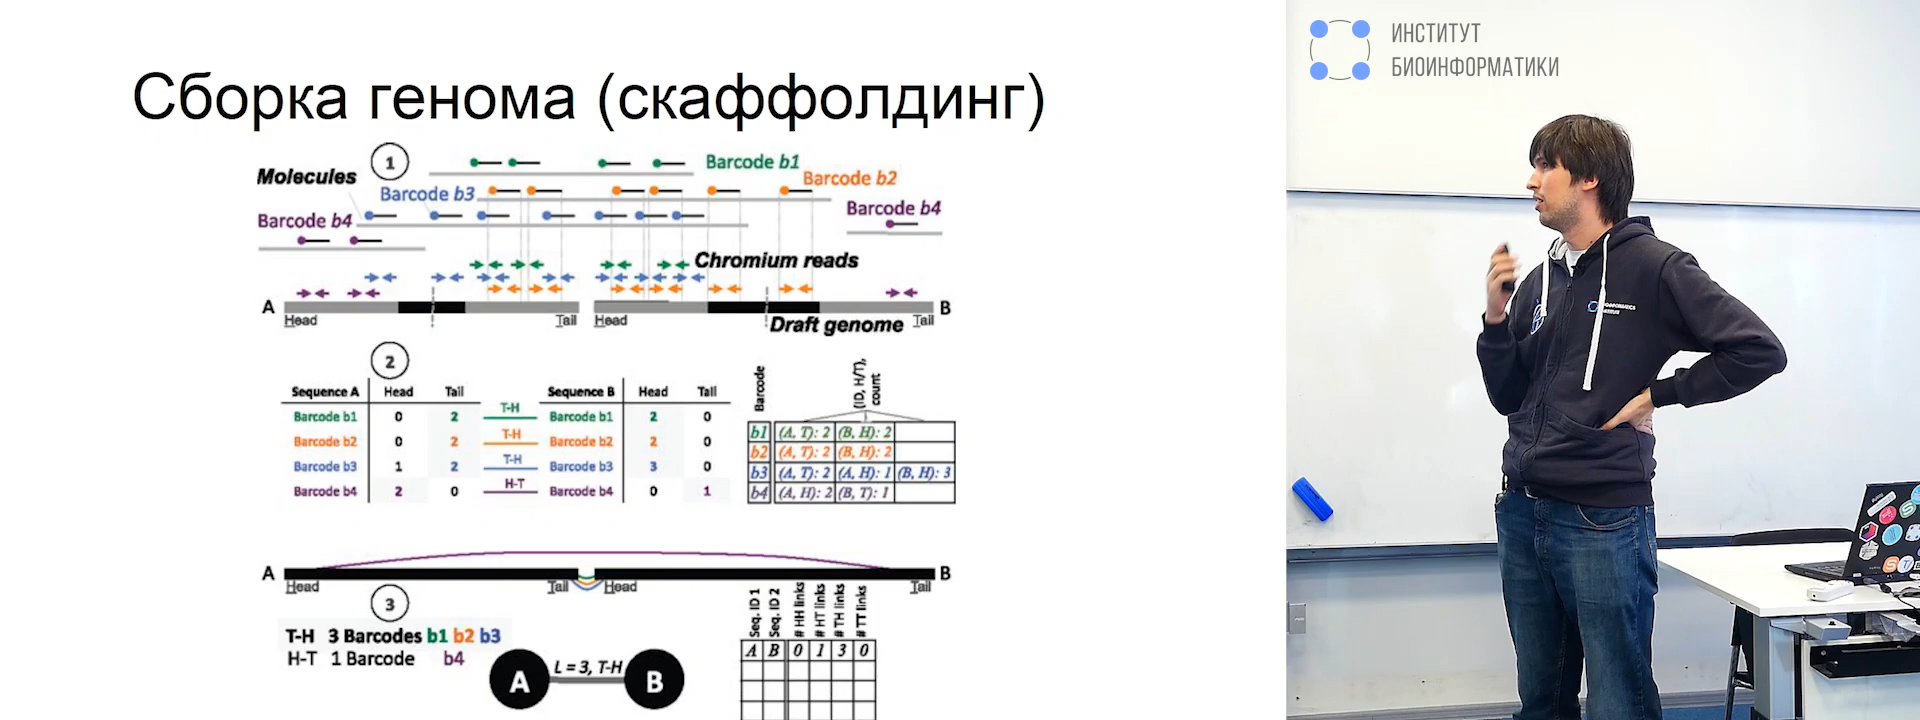 Сборка генома (скаффолдинг)
1
Barcode b1
Molecules
Barcode b2
Barcode b3
Barcode b4
Barcode b4
Chromium reads
A
B
Head
Tail
Head
Draft genome
Tail
2
Sequence A Head Tail Sequence B Head Tail
Barcode b1 0 2 T-H Barcode b1 2 0
Barcode b2 0 2 T-H Barcode b2 2 0
Barcode b3 1 2 T-H Barcode b3 3 0
Barcode b4 2 0 H-T Barcode b4 0 1
Barcode
(ID, H/T),
count
b1 (A, T): 2 (B, H): 2
b2 (A, T): 2 (B, H): 2
b3 (A, T): 2 (A, H): 1 (B, H): 3
b4 (A, H): 2 (B, T): 1
A
B
Head
Tail
Head
Tail
3
T-H 3 Barcodes b1 b2 b3
H-T 1 Barcode b4
A
L = 3, T-H
B
Seq. ID 1
Seq. ID 2
# HH links
# HT links
# TH links
# TT links
A B 0 1 3 0
ИНСТИТУТ
БИОИНФОРМАТИКИ